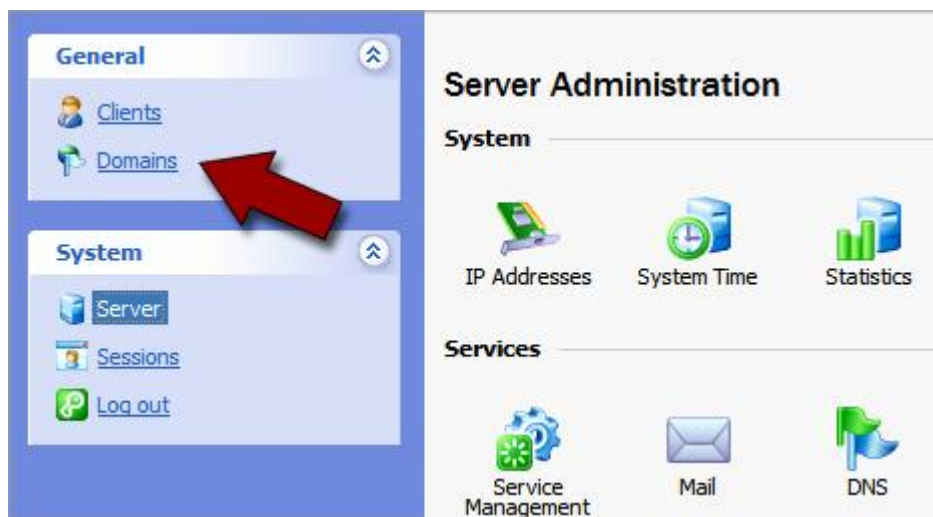 General
Clients
Domains
System
Server
Sessions
Log out
Server Administration
System
IP Addresses
System Time
Statistics
Services
Service
Management
Mail
DNS